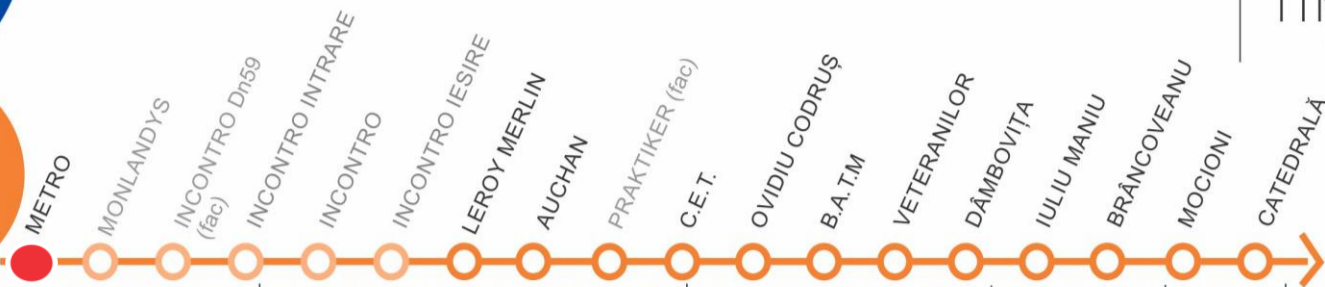 METRO
MONLANDYS
INCONTRO Dn59
(fac)
INCONTRO INTRARE
INCONTRO
INCONTRO IESIRE
LEROY MERLIN
AUCHAN
PRAKTIKER (fac)
C.E.T.
OVIDIU CODRUȘ
B.A.T.M
VETERANILOR
DÂMBOVIȚA
IULIU MANIU
BRÂNCOVEANU
MOCIONI
CATEDRALĂ